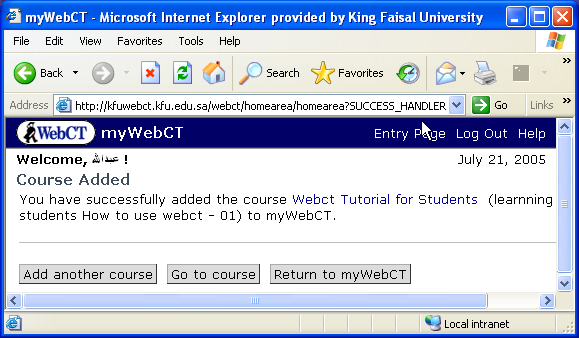 myWebCT - Microsoft Internet Explorer provided by King Faisal University
File Edit View Favorites Tools Help
Back Search Favorites »
Address http://kfuwebct.kfu.edu.sa/webct/homearea/homearea?SUCCESS_HANDLER Go Links »
WebCT myWebCT Entry Page Log Out Help
Welcome, عبدالله ! July 21, 2005
Course Added
You have successfully added the course Webct Tutorial for Students (learnning
students How to use webct - 01) to myWebCT.
Add another course Go to course Return to myWebCT
Local intranet